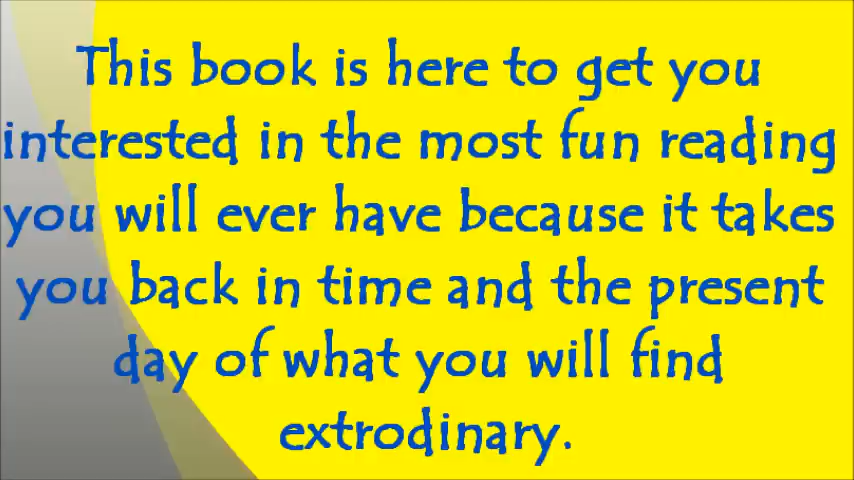 This book is here to get you
interested in the most fun reading
you will ever have because it takes
you back in time and the present
day of what you will find
extrodinary.